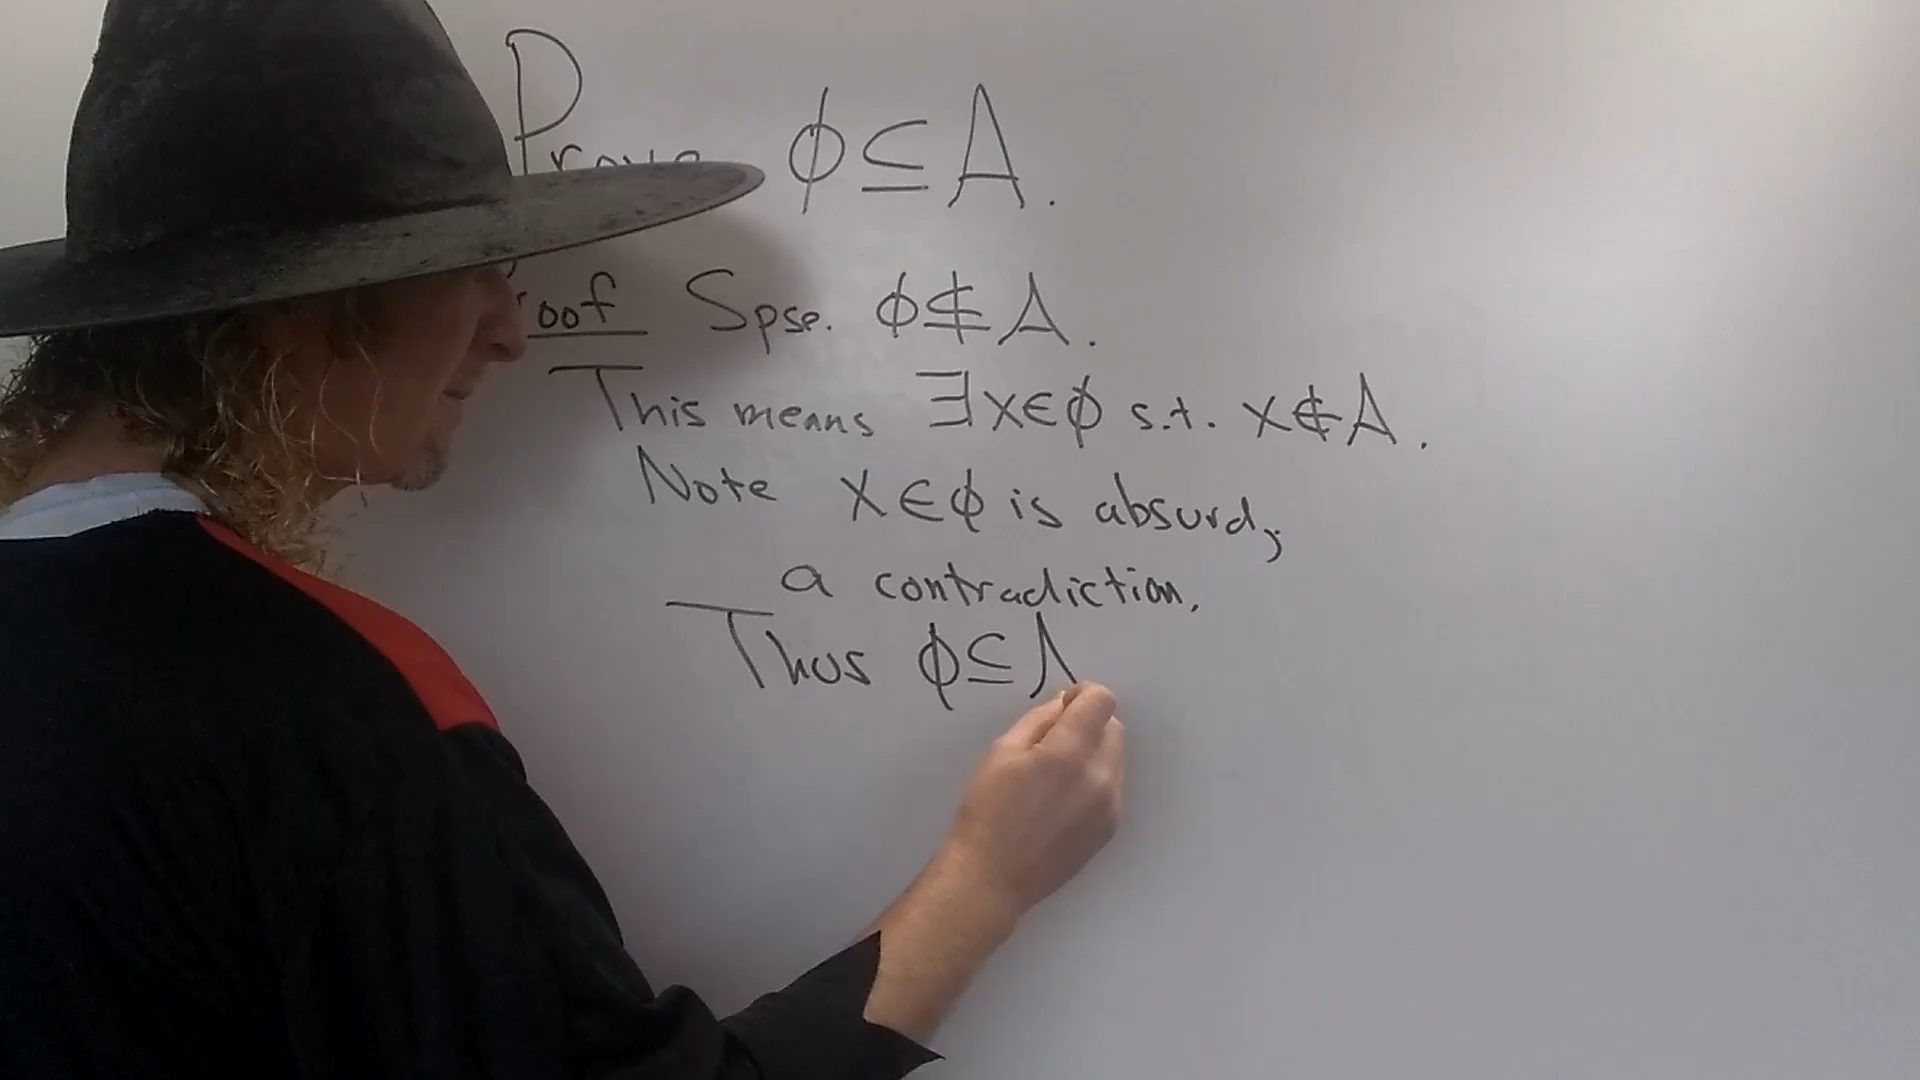 Prove ϕ⊆A.
Proof Spse. ϕ⊈A.
This means ∃x∈ϕ s.t. x∉A.
Note x∈ϕ is absurd,
a contradiction.
Thus ϕ⊆A